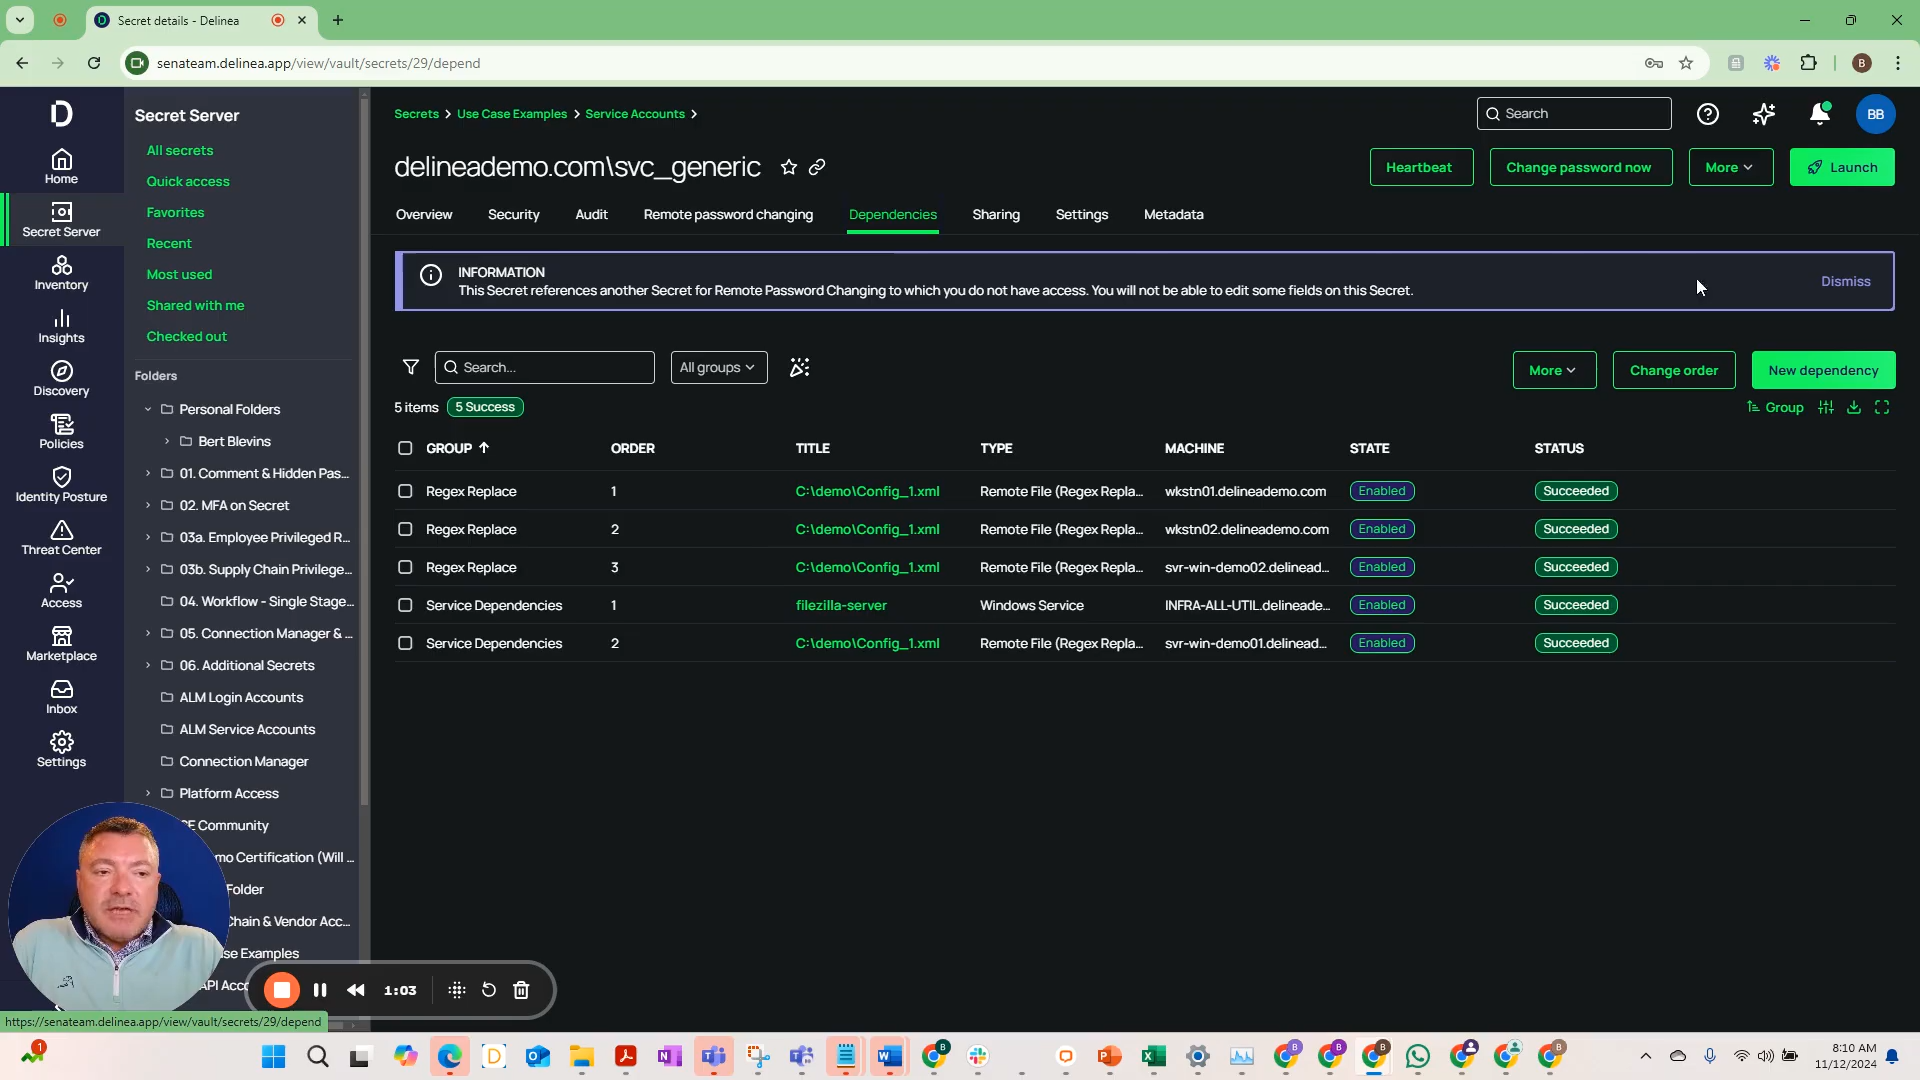 Secret details - Delinea
senateam.delinea.app/view/vault/secrets/29/depend
B
Home
Secret Server
Inventory
Insights
Discovery
Policies
Identity Posture
Threat Center
Access
Marketplace
Inbox
Settings
Secret Server
All secrets
Quick access
Favorites
Recent
Most used
Shared with me
Checked out
Folders
Personal Folders
Bert Blevins
01. Comment & Hidden Pas...
02. MFA on Secret
03a. Employee Privileged R...
03b. Supply Chain Privilege...
04. Workflow - Single Stage...
05. Connection Manager & ...
06. Additional Secrets
ALM Login Accounts
ALM Service Accounts
Connection Manager
Platform Access
Community
mo Certification (Will ...
Folder
Chain & Vendor Acc...
se Examples
API Acc
Secrets > Use Case Examples > Service Accounts >
Search
BB
delineademo.com\svc_generic
Heartbeat
Change password now
More
Launch
Overview Security Audit Remote password changing Dependencies Sharing Settings Metadata
INFORMATION
This Secret references another Secret for Remote Password Changing to which you do not have access. You will not be able to edit some fields on this Secret.
Dismiss
Search...
All groups
More
Change order
New dependency
5 items 5 Success
Group
GROUP ORDER TITLE TYPE MACHINE STATE STATUS
Regex Replace 1 C:\demo\Config_1.xml Remote File (Regex Repla... wkstn01.delineademo.com Enabled Succeeded
Regex Replace 2 C:\demo\Config_1.xml Remote File (Regex Repla... wkstn02.delineademo.com Enabled Succeeded
Regex Replace 3 C:\demo\Config_1.xml Remote File (Regex Repla... svr-win-demo02.delinead... Enabled Succeeded
Service Dependencies 1 filezilla-server Windows Service INFRA-ALL-UTIL.delineade... Enabled Succeeded
Service Dependencies 2 C:\demo\Config_1.xml Remote File (Regex Repla... svr-win-demo01.delinead... Enabled Succeeded
1:03
https://senateam.delinea.app/view/vault/secrets/29/depend
1
8:10 AM
11/12/2024